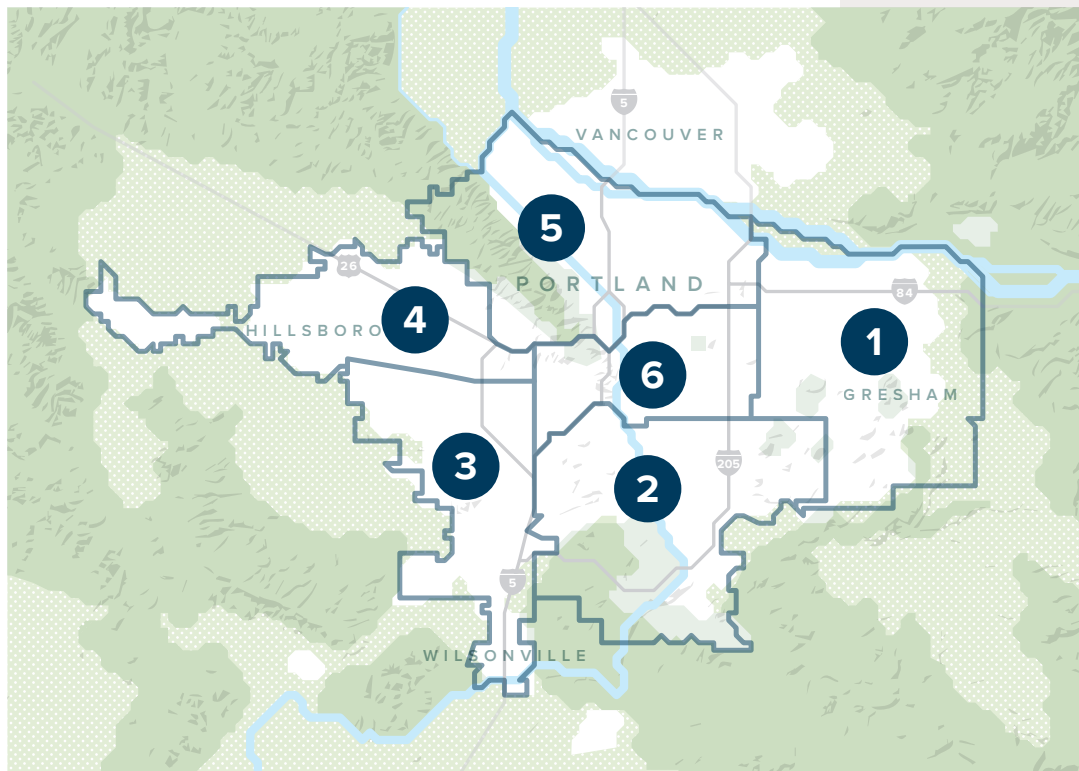 5
VANCOUVER
5
26
PORTLAND
84
4
HILLSBORO
1
6
GRESHAM
3
205
2
5
WILSONVILLE